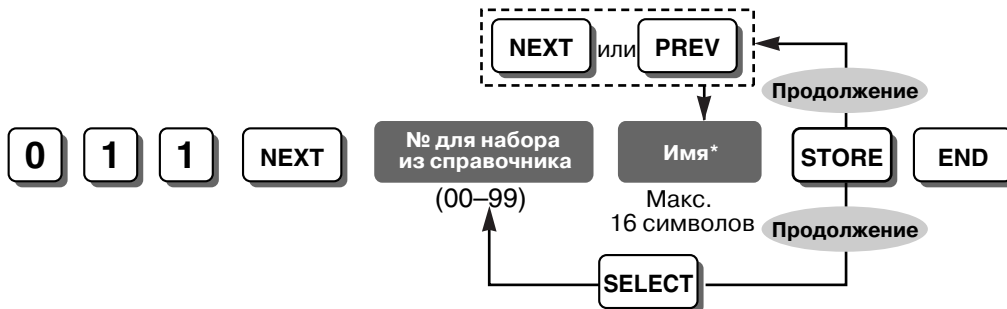 NEXT или PREV
Продолжение
0 1 1 NEXT № для набора из справочника Имя* STORE END
(00–99)
Макс.
16 символов
Продолжение
SELECT